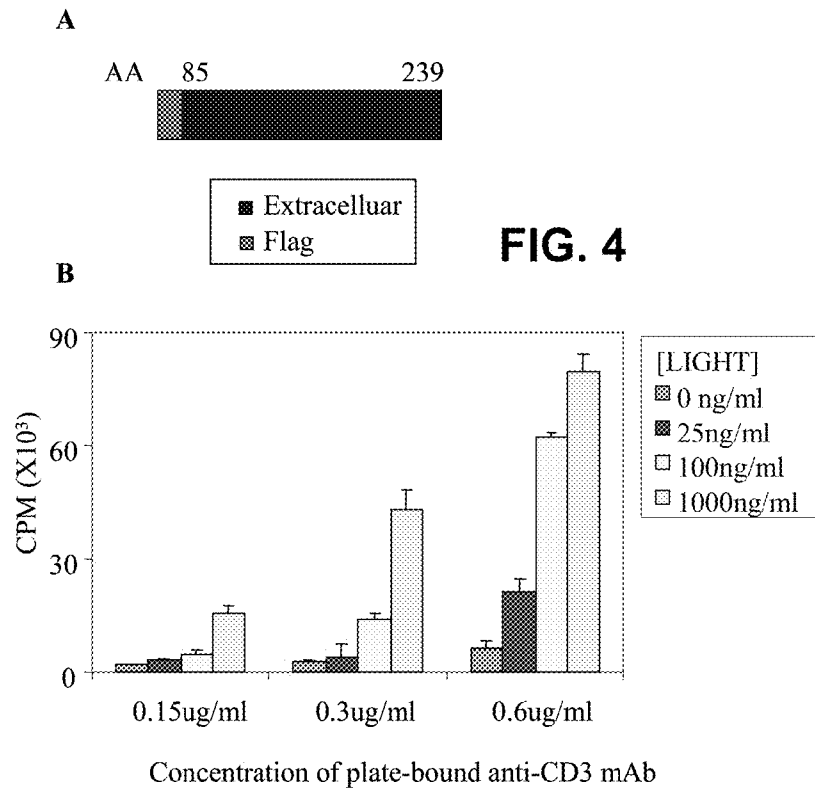 A
AA 85 239
Extracelluar
Flag
FIG. 4
B
90
60
30
0
CPM (X10³)
[LIGHT]
0 ng/ml
25ng/ml
100ng/ml
1000ng/ml
0.15ug/ml 0.3ug/ml 0.6ug/ml
Concentration of plate-bound anti-CD3 mAb